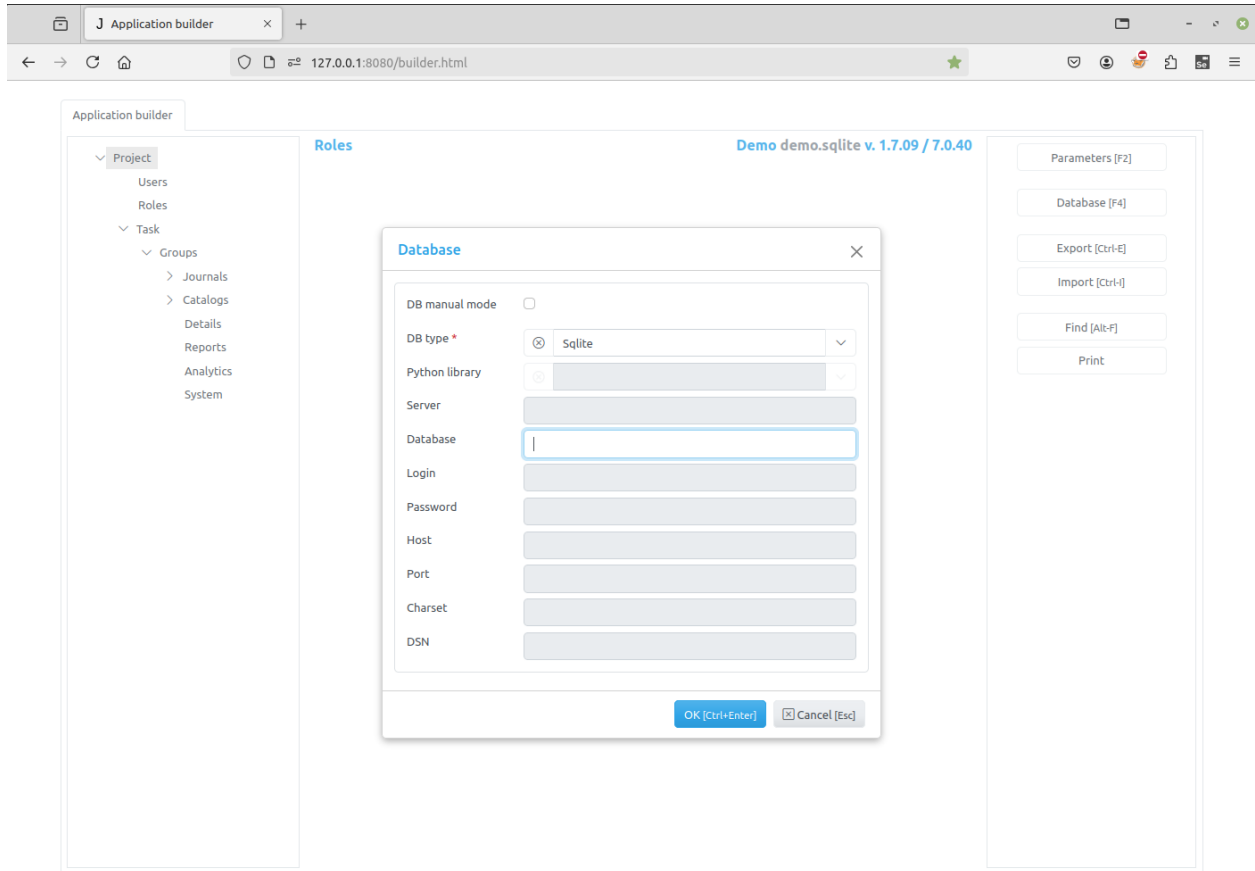 J Application builder
127.0.0.1:8080/builder.html
Se
Application builder
Project
Users
Roles
Task
Groups
Journals
Catalogs
Details
Reports
Analytics
System
Roles
Demo demo.sqlite v. 1.7.09 / 7.0.40
Database
DB manual mode
DB type *
Sqlite
Python library
Server
Database
Login
Password
Host
Port
Charset
DSN
OK [Ctrl+Enter]
Cancel [Esc]
Parameters [F2]
Database [F4]
Export [Ctrl-E]
Import [Ctrl-I]
Find [Alt-F]
Print